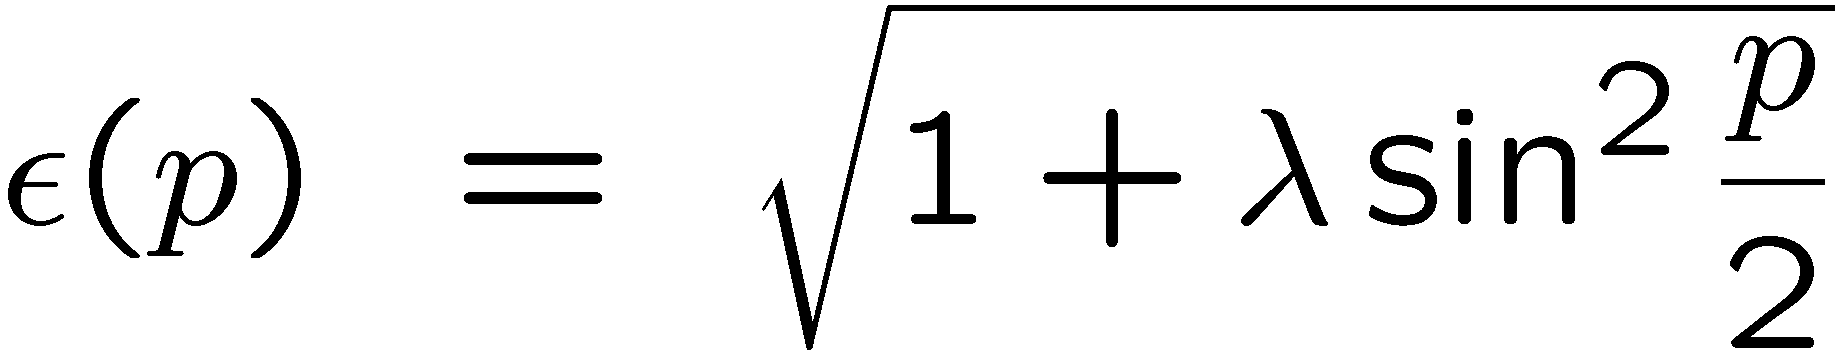 ϵ(p) = √(1 + λ sin² p/2)